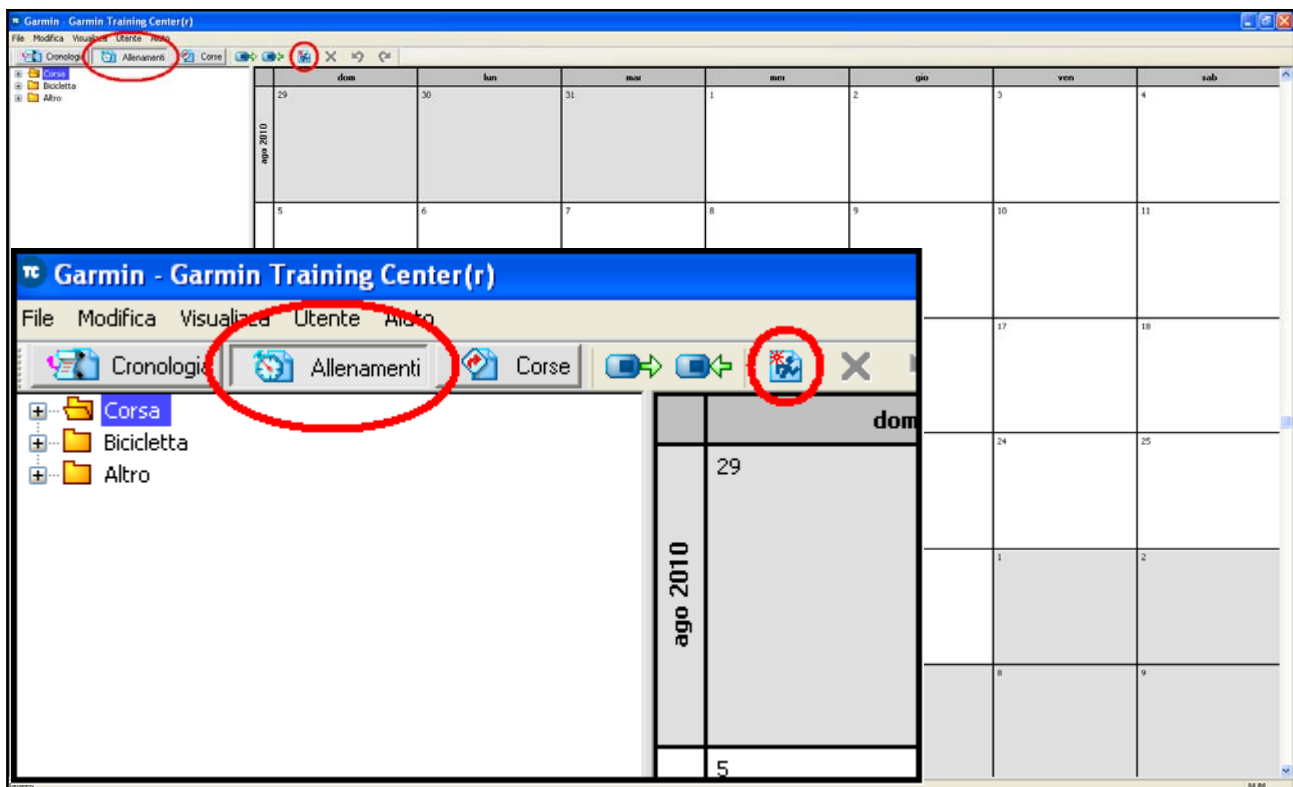 Garmin - Garmin Training Center(r)
File Modifica Visualizza Utente Aiuto
Cronologia Allenamenti Corse
Corsa
Bicicletta
Altro
dom lun mar mer gio ven sab
ago 2010
29 30 31 1 2 3 4
5 6 7 8 9 10 11
17 18
24 25
1 2
8 9
TC Garmin - Garmin Training Center(r)
File Modifica Visualizza Utente Aiuto
Cronologia Allenamenti Corse
Corsa
Bicicletta
Altro
dom
29
ago 2010
5
NUM